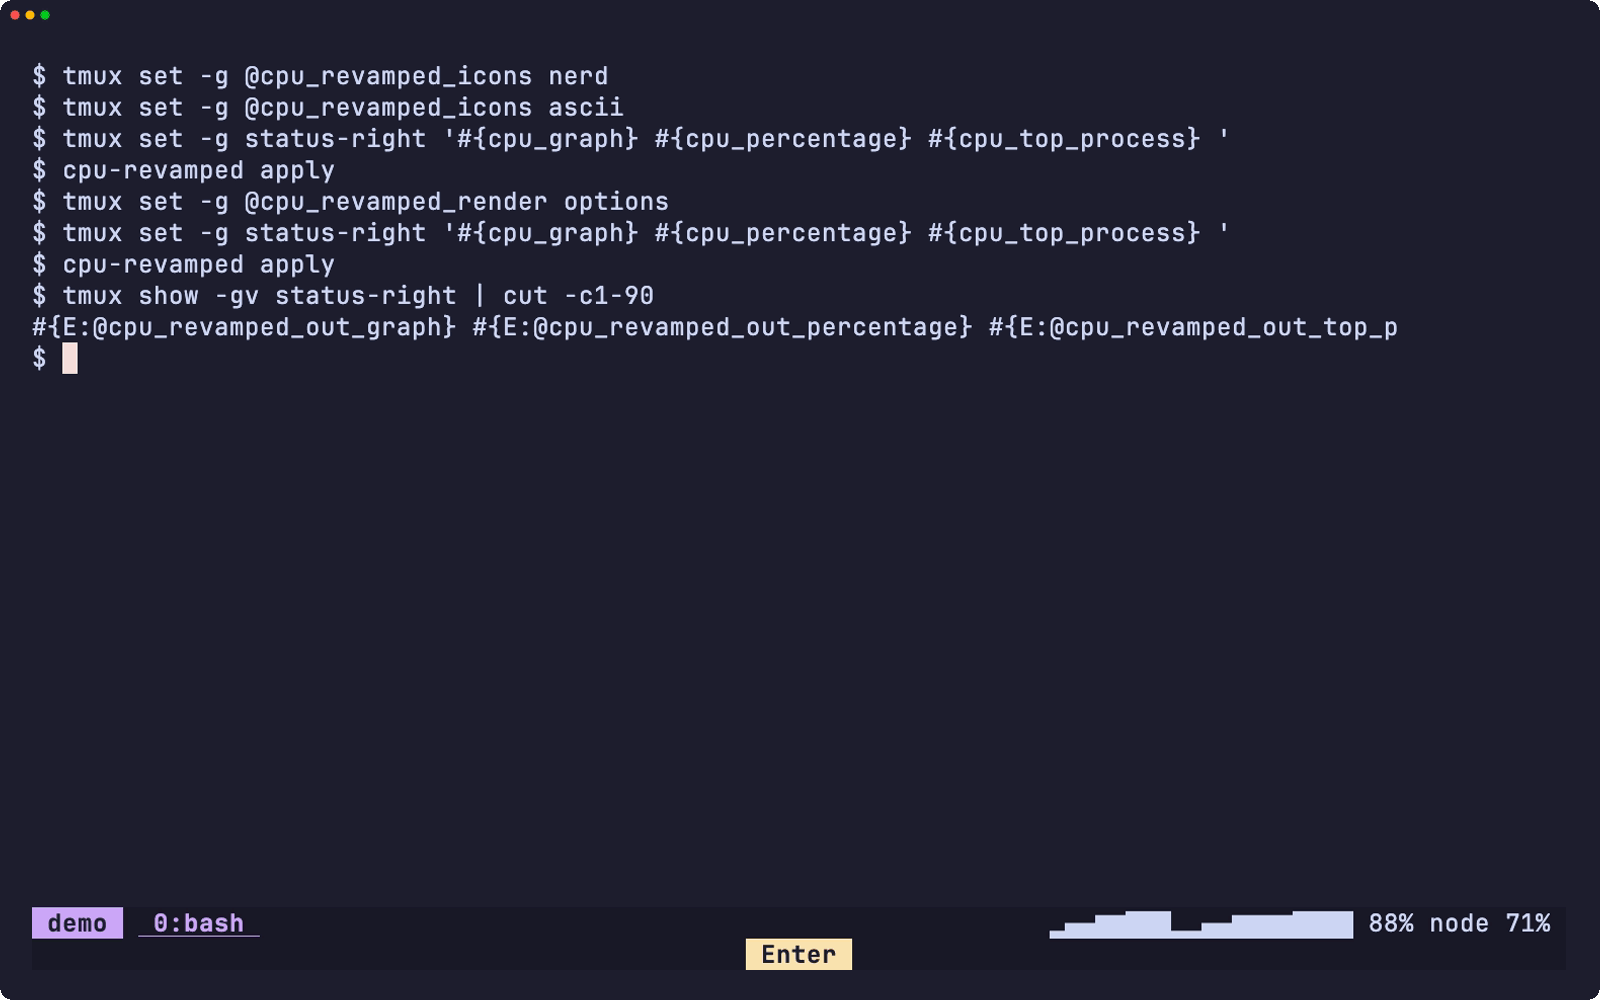 $ tmux set -g @cpu_revamped_icons nerd
$ tmux set -g @cpu_revamped_icons ascii
$ tmux set -g status-right '#{cpu_graph} #{cpu_percentage} #{cpu_top_process} '
$ cpu-revamped apply
$ tmux set -g @cpu_revamped_render options
$ tmux set -g status-right '#{cpu_graph} #{cpu_percentage} #{cpu_top_process} '
$ cpu-revamped apply
$ tmux show -gv status-right | cut -c1-90
#{E:@cpu_revamped_out_graph} #{E:@cpu_revamped_out_percentage} #{E:@cpu_revamped_out_top_p
$
demo 0:bash 88% node 71%
Enter